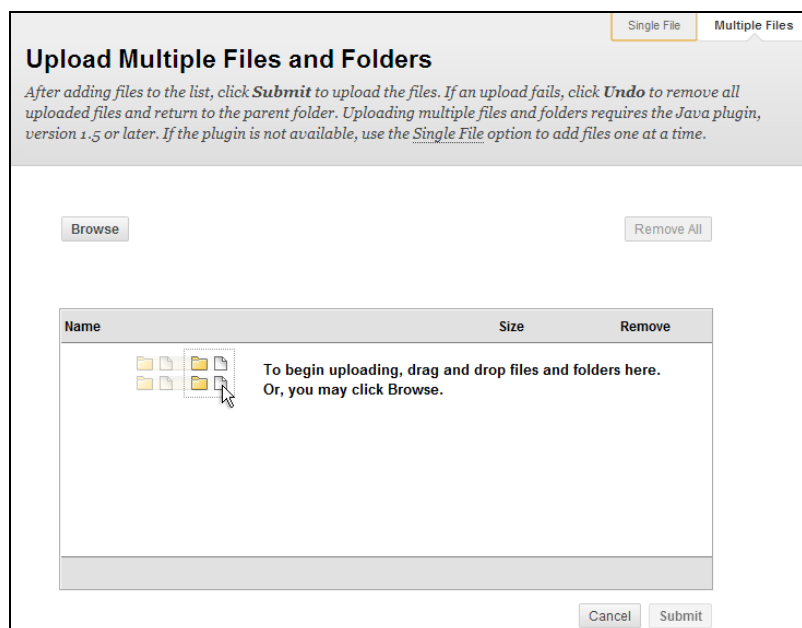 Single File
Multiple Files
Upload Multiple Files and Folders
After adding files to the list, click Submit to upload the files. If an upload fails, click Undo to remove all
uploaded files and return to the parent folder. Uploading multiple files and folders requires the Java plugin,
version 1.5 or later. If the plugin is not available, use the Single File option to add files one at a time.
Browse
Remove All
Name
Size
Remove
To begin uploading, drag and drop files and folders here.
Or, you may click Browse.
Cancel
Submit